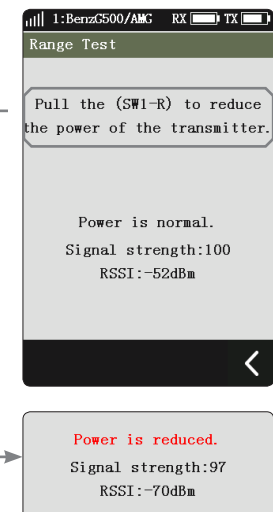 1:BenzG500/AMG RX TX
Range Test
Pull the (SW1-R) to reduce
the power of the transmitter.
Power is normal.
Signal strength:100
RSSI:-52dBm
Power is reduced.
Signal strength:97
RSSI:-70dBm